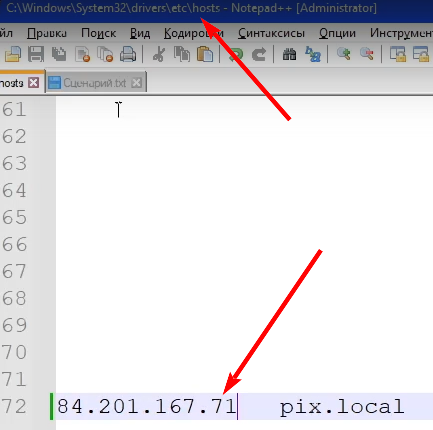 C:\Windows\System32\drivers\etc\hosts - Notepad++ [Administrator]
йл Правка Поиск Вид Кодировки Синтаксисы Опции Инструмен
hosts Сценарий.txt
61
62
63
64
65
66
67
68
69
70
71
72 84.201.167.71 pix.local